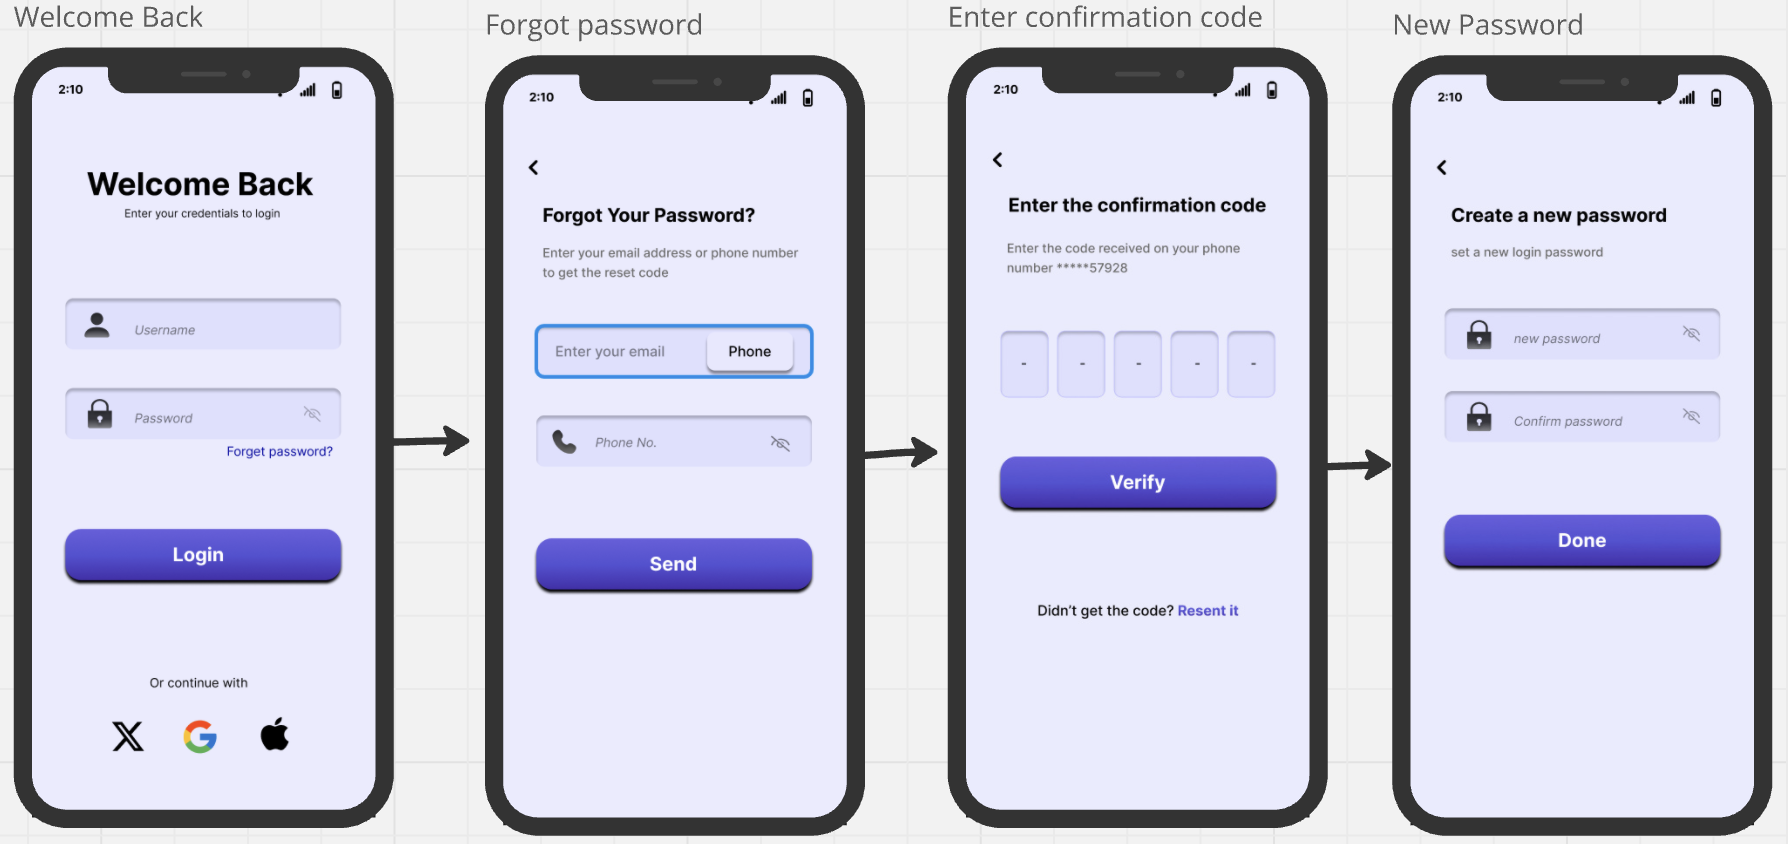 Welcome Back
2:10
Welcome Back
Enter your credentials to login
Username
Password
Forget password?
Login
Or continue with
Forgot password
2:10
Forgot Your Password?
Enter your email address or phone number
to get the reset code
Enter your email
Phone
Phone No.
Send
Enter confirmation code
2:10
Enter the confirmation code
Enter the code received on your phone
number *****57928
- - - - -
Verify
Didn't get the code? Resent it
New Password
2:10
Create a new password
set a new login password
new password
Confirm password
Done